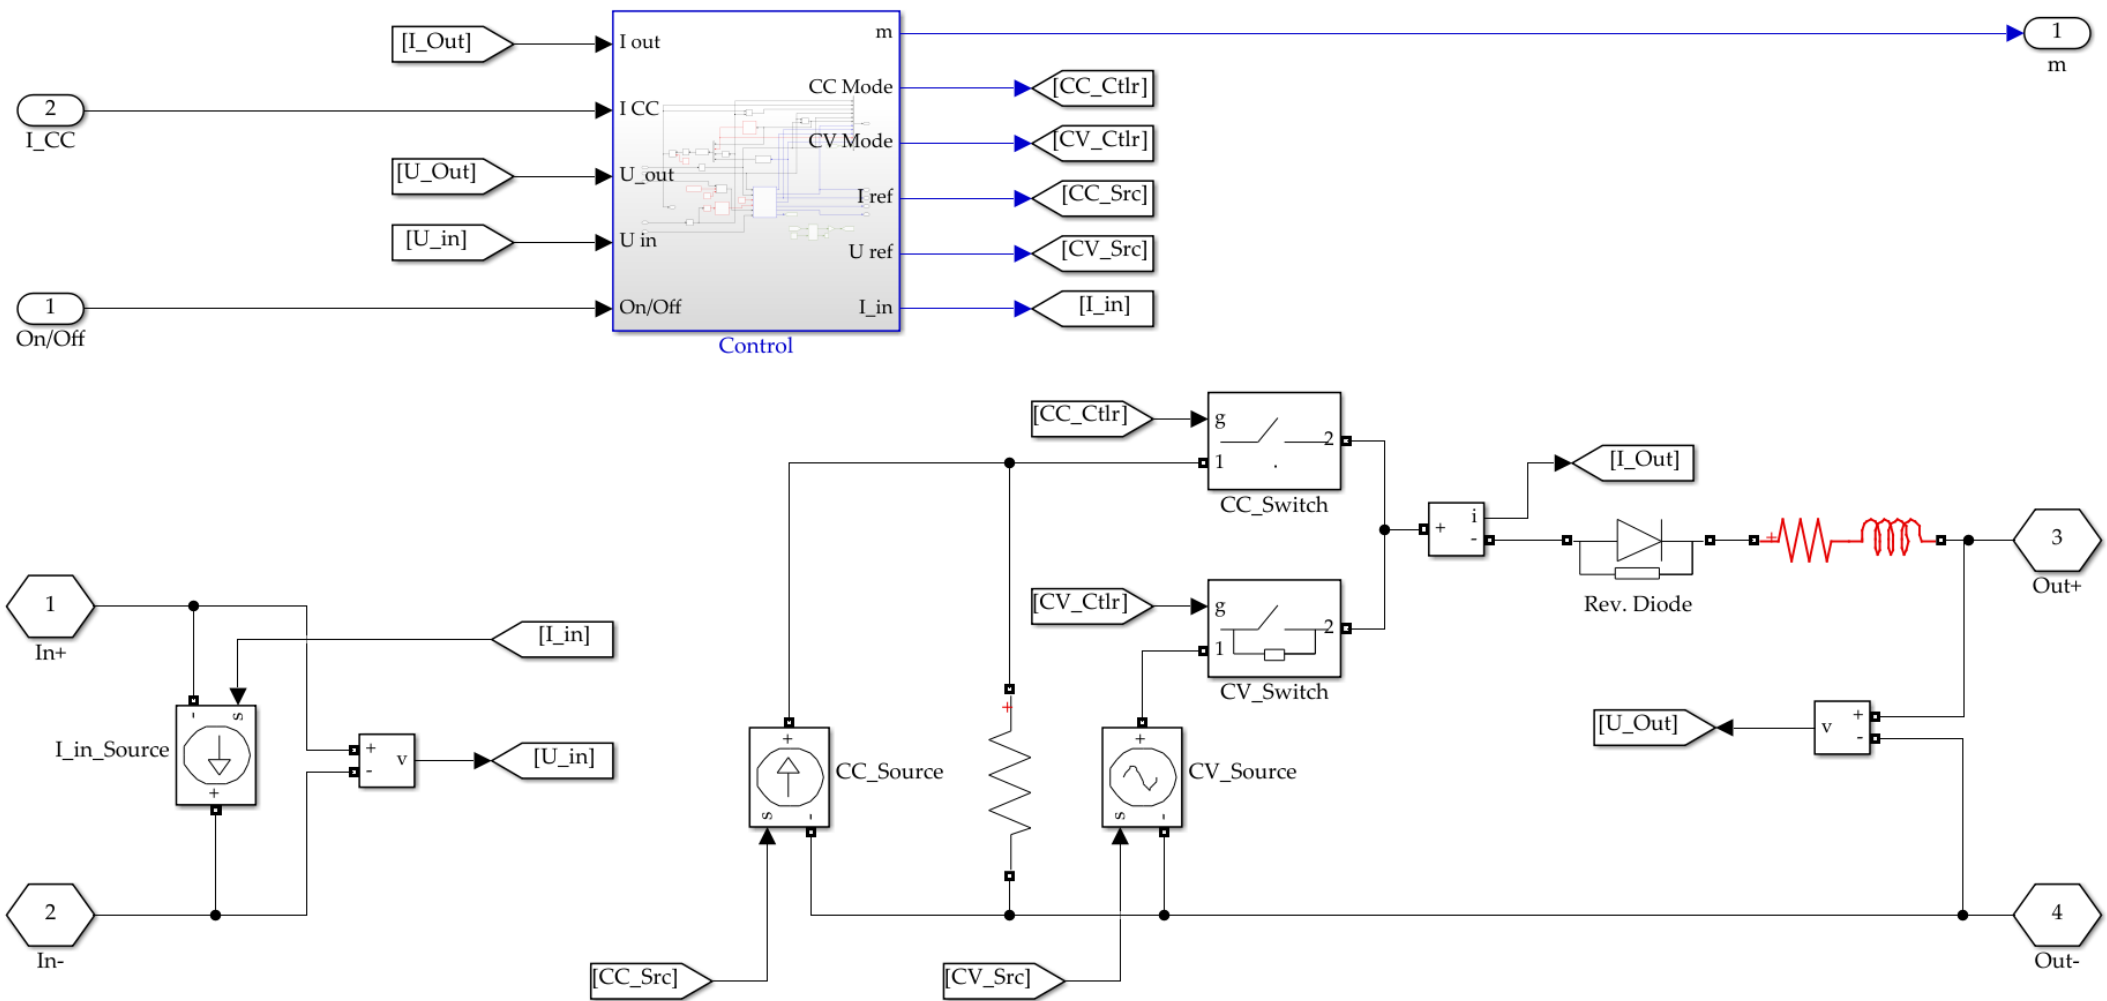 [I_Out]
I out
m
1
m
2
I_CC
I CC
CC Mode
[CC_Ctlr]
CV Mode
[CV_Ctlr]
[U_Out]
U_out
I ref
[CC_Src]
[U_in]
U in
U ref
[CV_Src]
1
On/Off
On/Off
I_in
[I_in]
Control
[CC_Ctlr]
g
2
1
.
CC_Switch
[I_Out]
+
i
-
3
Out+
Rev. Diode
+
[CV_Ctlr]
g
2
1
CV_Switch
1
In+
[I_in]
-
s
I_in_Source
+
+
-
v
[U_in]
+
CC_Source
s
-
+
+
CV_Source
s
-
[U_Out]
v
+
-
2
In-
4
Out-
[CC_Src]
[CV_Src]